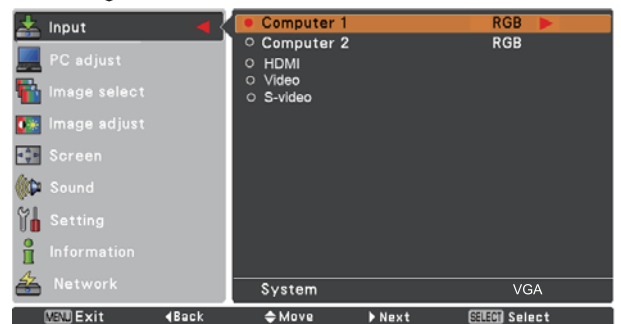 Input
PC adjust
Image select
Image adjust
Screen
Sound
Setting
Information
Network
Computer 1 RGB
Computer 2 RGB
HDMI
Video
S-video
System VGA
MENU Exit Back Move Next SELECT Select